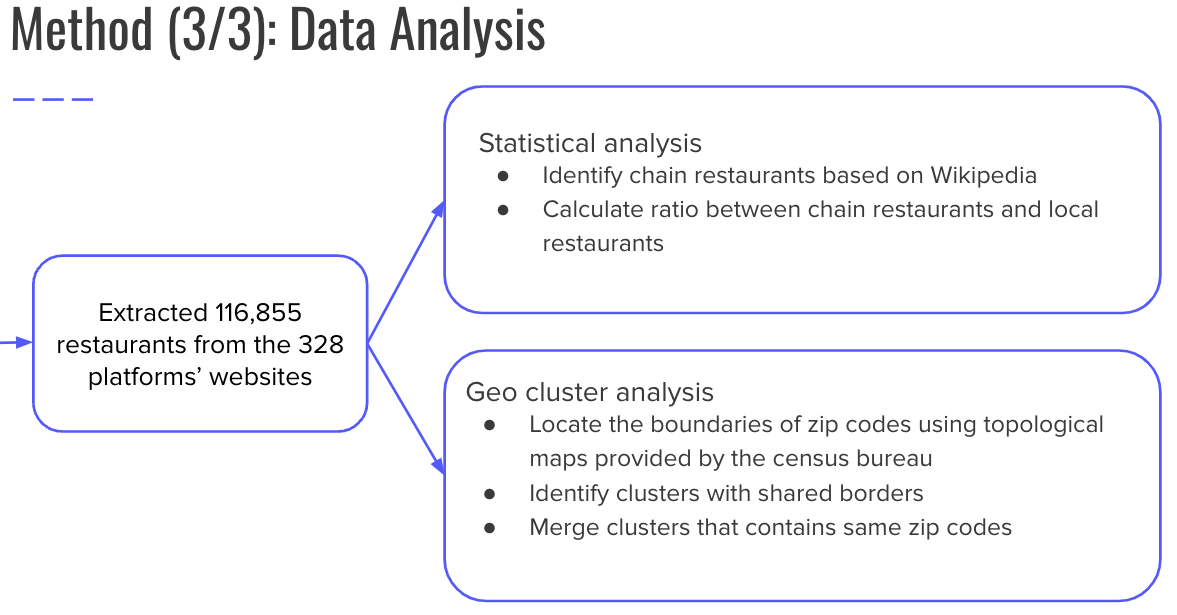 Method (3/3): Data Analysis
Statistical analysis
● Identify chain restaurants based on Wikipedia
● Calculate ratio between chain restaurants and local
restaurants
Extracted 116,855
restaurants from the 328
platforms’ websites
Geo cluster analysis
● Locate the boundaries of zip codes using topological
maps provided by the census bureau
● Identify clusters with shared borders
● Merge clusters that contains same zip codes